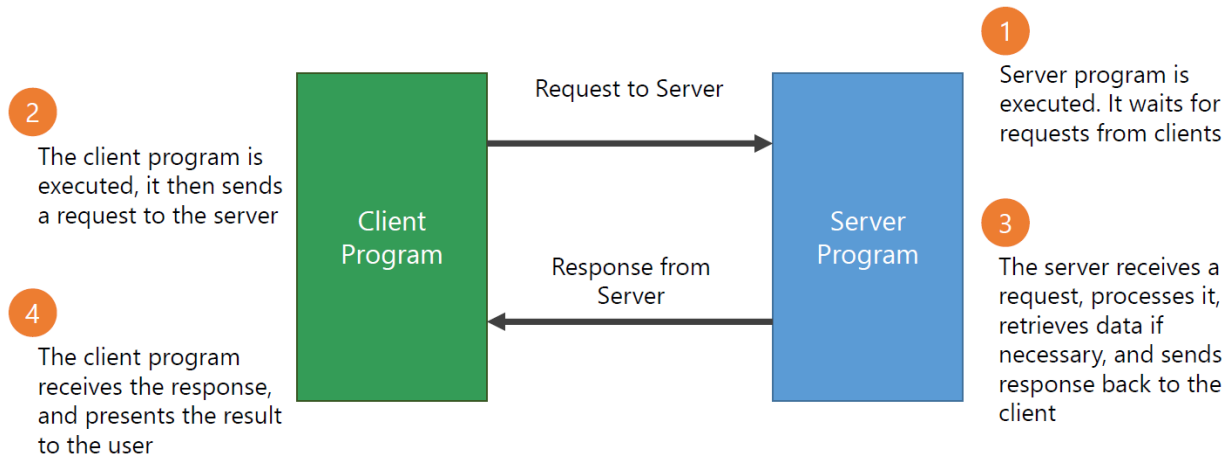 1
Server program is
executed. It waits for
requests from clients
Request to Server
2
The client program is
executed, it then sends
a request to the server
Client
Program
Server
Program
3
The server receives a
request, processes it,
retrieves data if
necessary, and sends
response back to the
client
Response from
Server
4
The client program
receives the response,
and presents the result
to the user